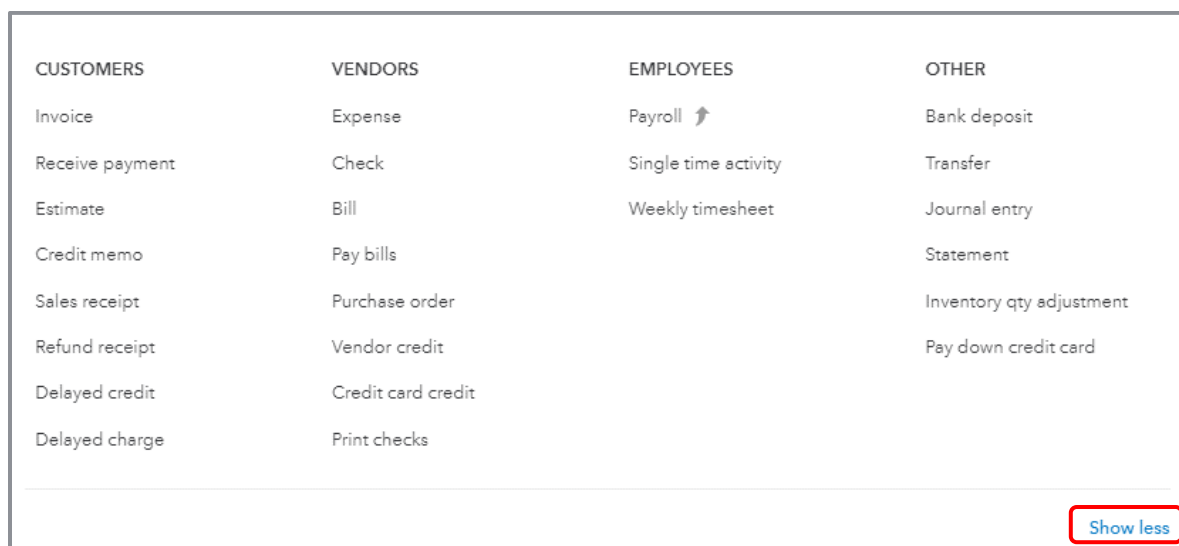 CUSTOMERS
Invoice
Receive payment
Estimate
Credit memo
Sales receipt
Refund receipt
Delayed credit
Delayed charge
VENDORS
Expense
Check
Bill
Pay bills
Purchase order
Vendor credit
Credit card credit
Print checks
EMPLOYEES
Payroll
Single time activity
Weekly timesheet
OTHER
Bank deposit
Transfer
Journal entry
Statement
Inventory qty adjustment
Pay down credit card
Show less